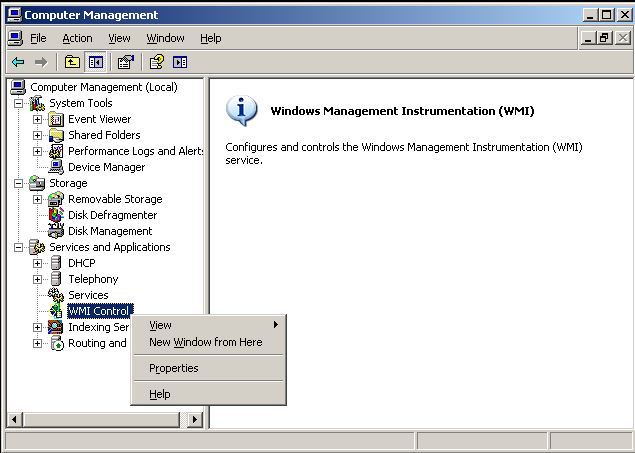 Computer Management
File Action View Window Help
Computer Management (Local)
System Tools
Event Viewer
Shared Folders
Performance Logs and Alert
Device Manager
Storage
Removable Storage
Disk Defragmenter
Disk Management
Services and Applications
DHCP
Telephony
Services
WMI Control
Indexing Ser
Routing and
View
New Window from Here
Properties
Help
Windows Management Instrumentation (WMI)
Configures and controls the Windows Management Instrumentation (WMI)
service.